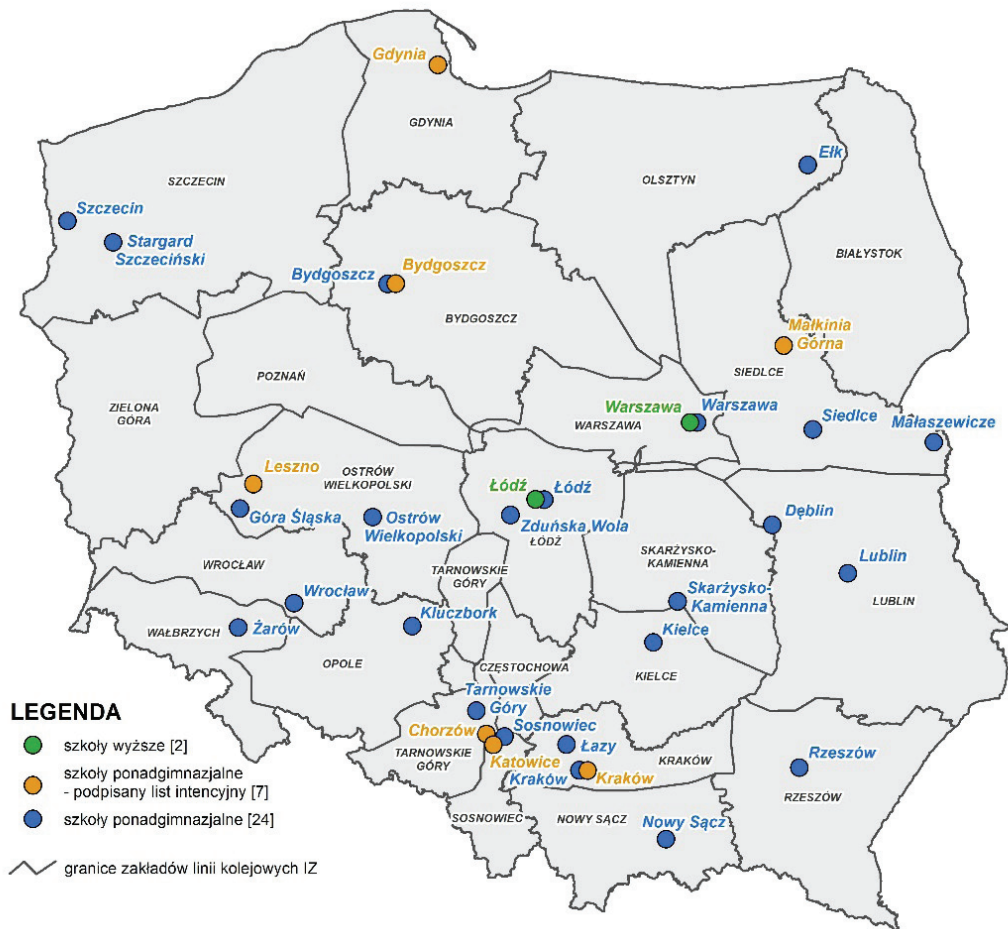 Gdynia
GDYNIA
SZCZECIN
OLSZTYN
Ełk
Szczecin
Stargard
Szczeciński
BIAŁYSTOK
Bydgoszcz
Bydgoszcz
BYDGOSZCZ
Małkinia
Górna
POZNAŃ
SIEDLCE
ZIELONA
GÓRA
Warszawa
Warszawa
WARSZAWA
Siedlce
Małaszewicze
Leszno
OSTRÓW
WIELKOPOLSKI
Góra Śląska
Ostrów
Wielkopolski
Łódź
Łódź
Zduńska Wola
ŁÓDŹ
Dęblin
SKARŻYSKO-
KAMIENNA
WROCŁAW
TARNOWSKIE
GÓRY
Lublin
LUBLIN
Wrocław
Skarżysko-
Kamienna
WAŁBRZYCH
Żarów
Kluczbork
Kielce
OPOLE
CZĘSTOCHOWA
KIELCE
Tarnowskie
Góry
Chorzów
Sosnowiec
TARNOWSKIE
GÓRY
Katowice
Łazy
Kraków
Kraków
KRAKÓW
Rzeszów
RZESZÓW
SOSNOWIEC
NOWY SĄCZ
Nowy Sącz
LEGENDA
szkoły wyższe [2]
szkoły ponadgimnazjalne
- podpisany list intencyjny [7]
szkoły ponadgimnazjalne [24]
granice zakładów linii kolejowych IZ